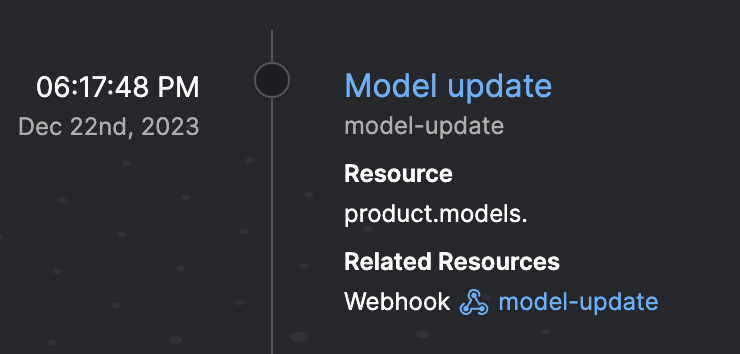 06:17:48 PM
Dec 22nd, 2023
Model update
model-update
Resource
product.models.
Related Resources
Webhook model-update